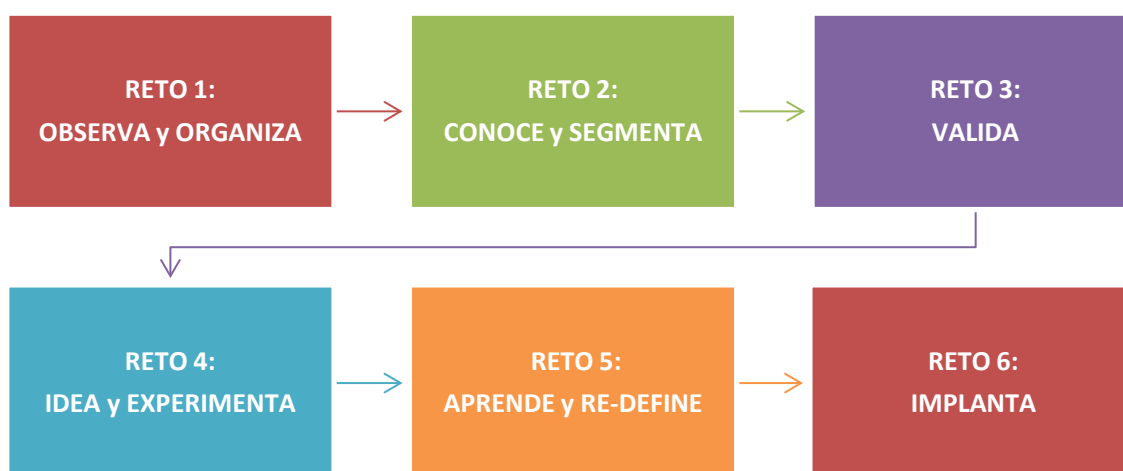 RETO 1:
OBSERVA y ORGANIZA
RETO 2:
CONOCE y SEGMENTA
RETO 3:
VALIDA
RETO 4:
IDEA y EXPERIMENTA
RETO 5:
APRENDE y RE-DEFINE
RETO 6:
IMPLANTA